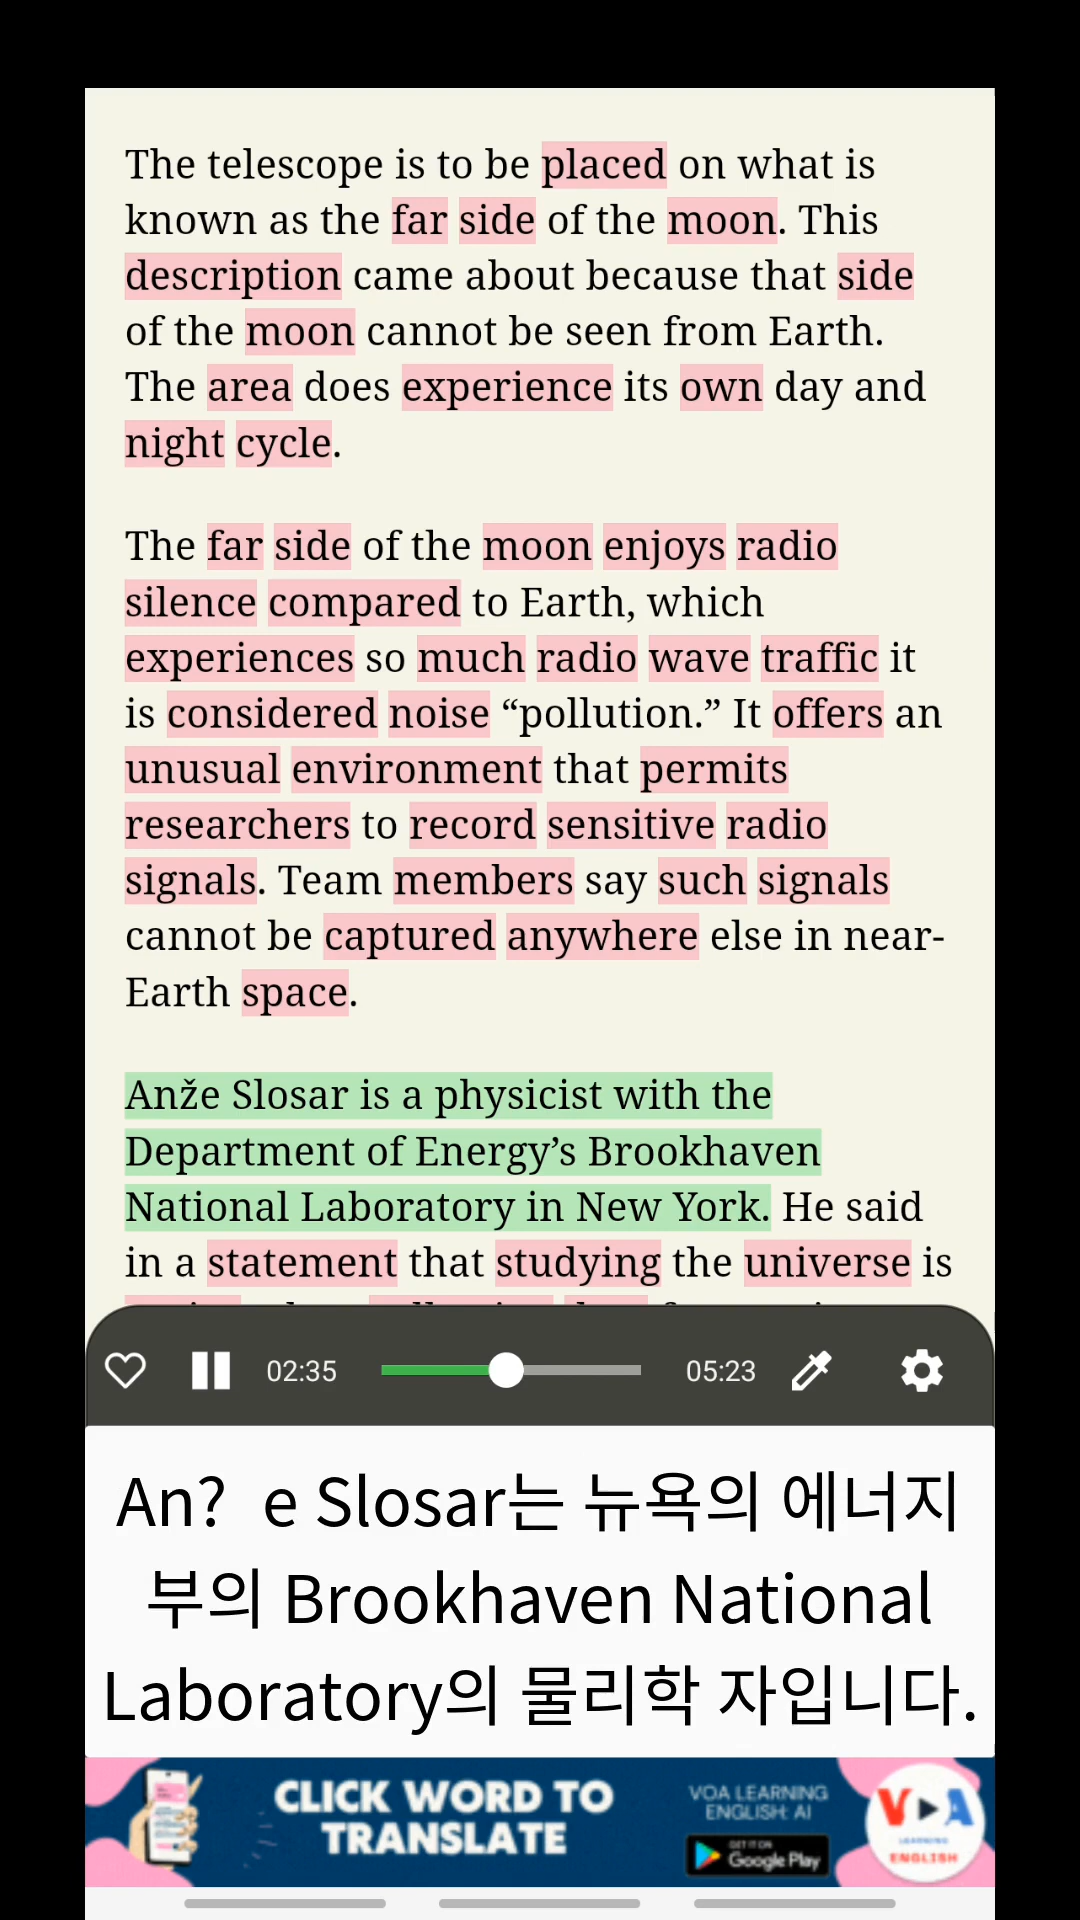 The telescope is to be placed on what is
known as the far side of the moon. This
description came about because that side
of the moon cannot be seen from Earth.
The area does experience its own day and
night cycle.
The far side of the moon enjoys radio
silence compared to Earth, which
experiences so much radio wave traffic it
is considered noise “pollution.” It offers an
unusual environment that permits
researchers to record sensitive radio
signals. Team members say such signals
cannot be captured anywhere else in near-
Earth space.
Anže Slosar is a physicist with the
Department of Energy’s Brookhaven
National Laboratory in New York. He said
in a statement that studying the universe is
02:35
05:23
An? e Slosar는 뉴욕의 에너지
부의 Brookhaven National
Laboratory의 물리학 자입니다.
CLICK WORD TO
TRANSLATE
VOA LEARNING
ENGLISH: AI
GET IT ON
Google Play
VOA
LEARNING
ENGLISH